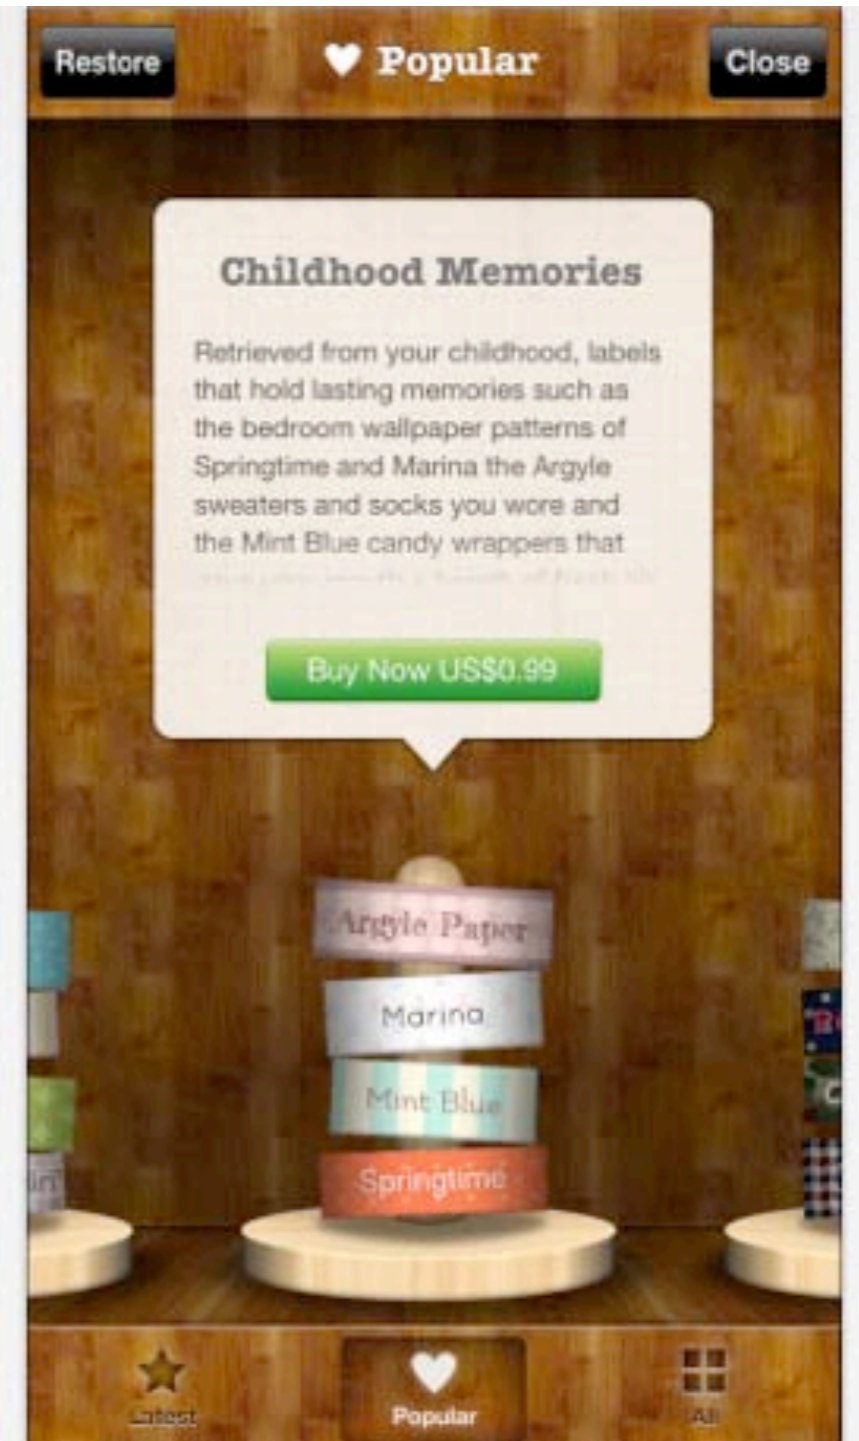 Restore
Popular
Close
Childhood Memories
Retrieved from your childhood, labels
that hold lasting memories such as
the bedroom wallpaper patterns of
Springtime and Marina the Argyle
sweaters and socks you wore and
the Mint Blue candy wrappers that
Buy Now US$0.99
Argyle Paper
Marina
Mint Blue
Springtime
Latest
Popular
All